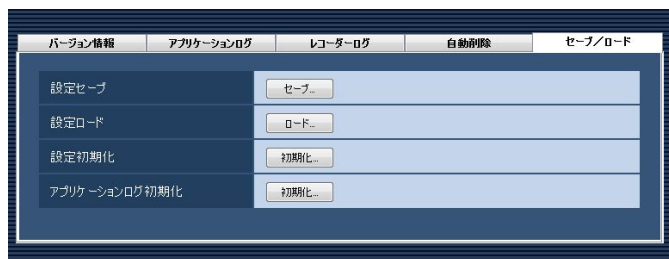 バージョン情報 アプリケーションログ レコーダーログ 自動削除 セーブ/ロード
設定セーブ セーブ...
設定ロード ロード...
設定初期化 初期化...
アプリケーションログ初期化 初期化...